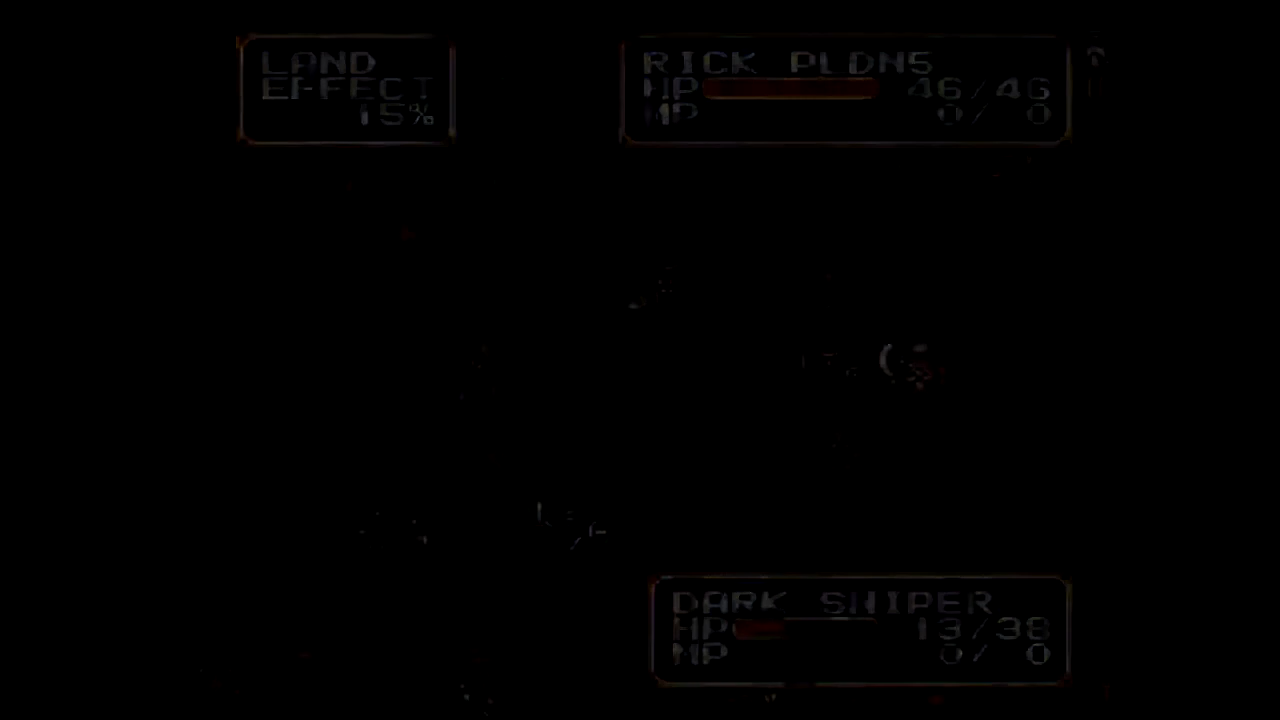 LAND
EFFECT
15%
RICK PLDN5
HP 46/46
MP 0/ 0
DARK SNIPER
HP 13/38
MP 0/ 0